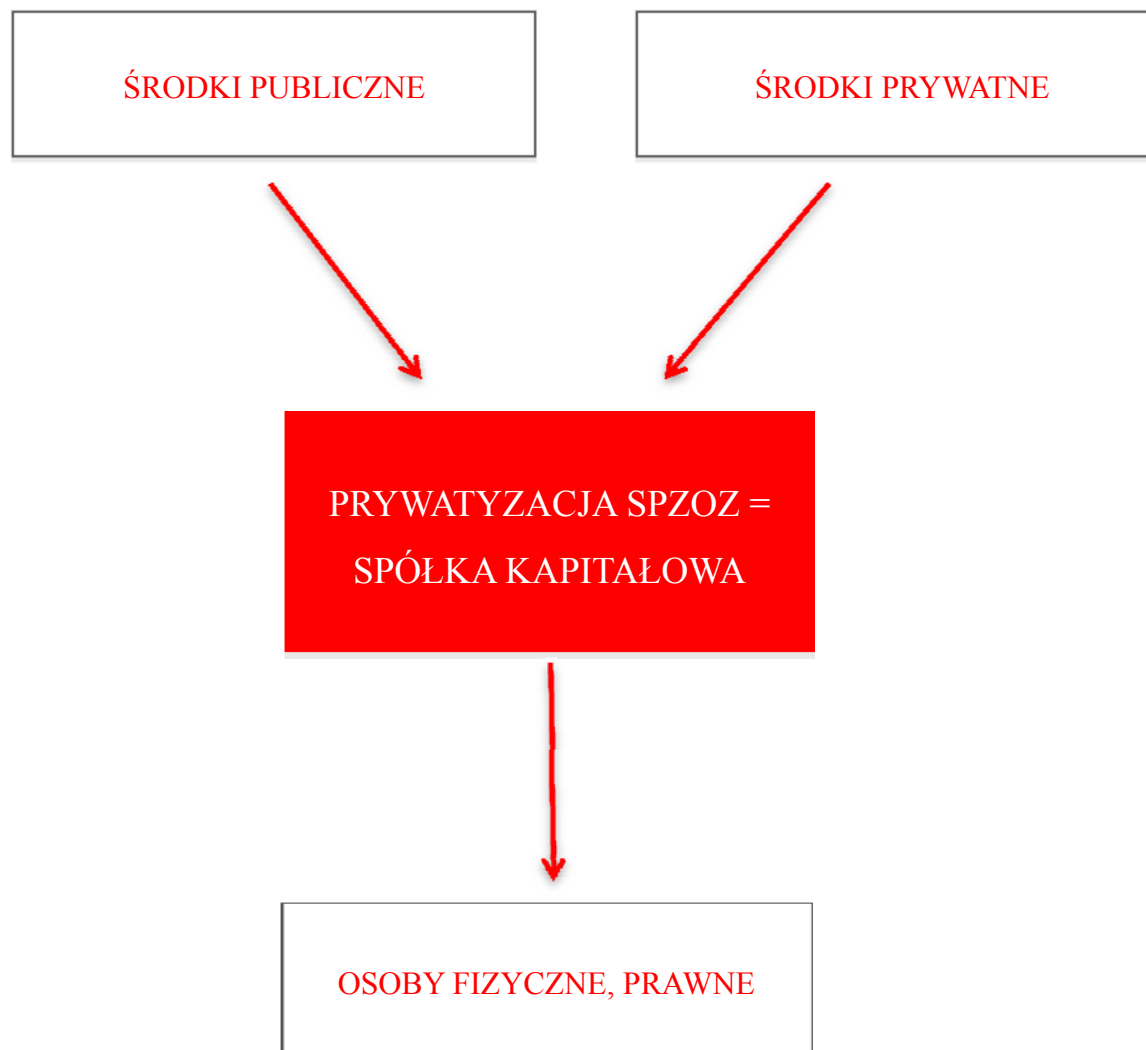 ŚRODKI PUBLICZNE
ŚRODKI PRYWATNE
PRYWATYZACJA SPZOZ =
SPÓŁKA KAPITAŁOWA
OSOBY FIZYCZNE, PRAWNE